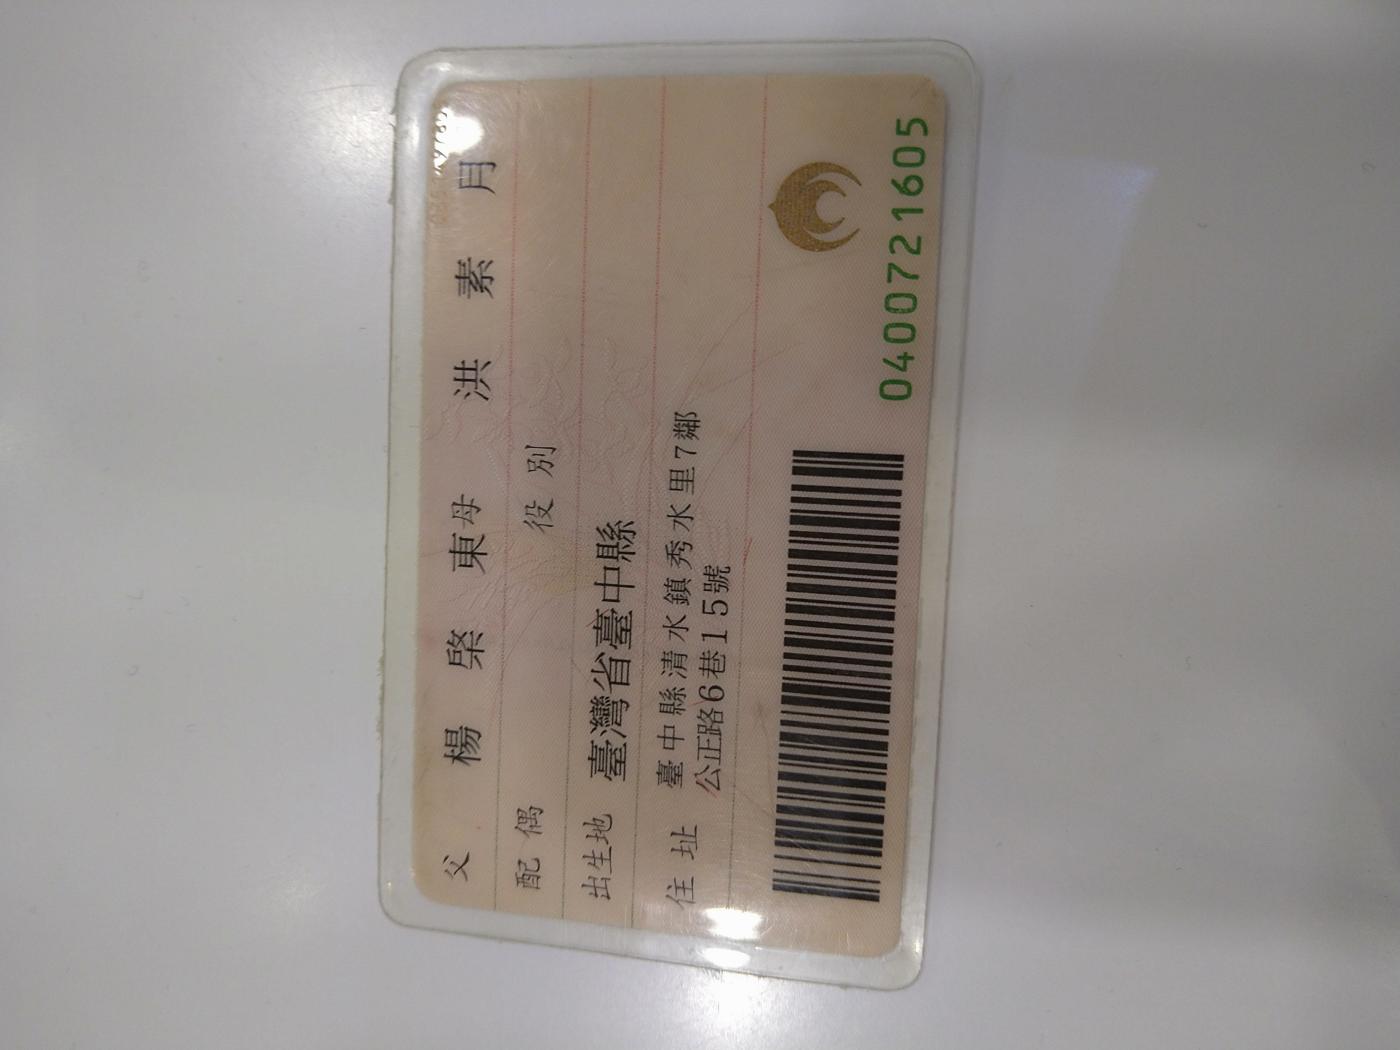 父 楊棨東 母 洪素月
配偶 役別
出生地 臺灣省臺中縣
住址 臺中縣清水鎮秀水里7鄰
公正路6巷15號
0400721605